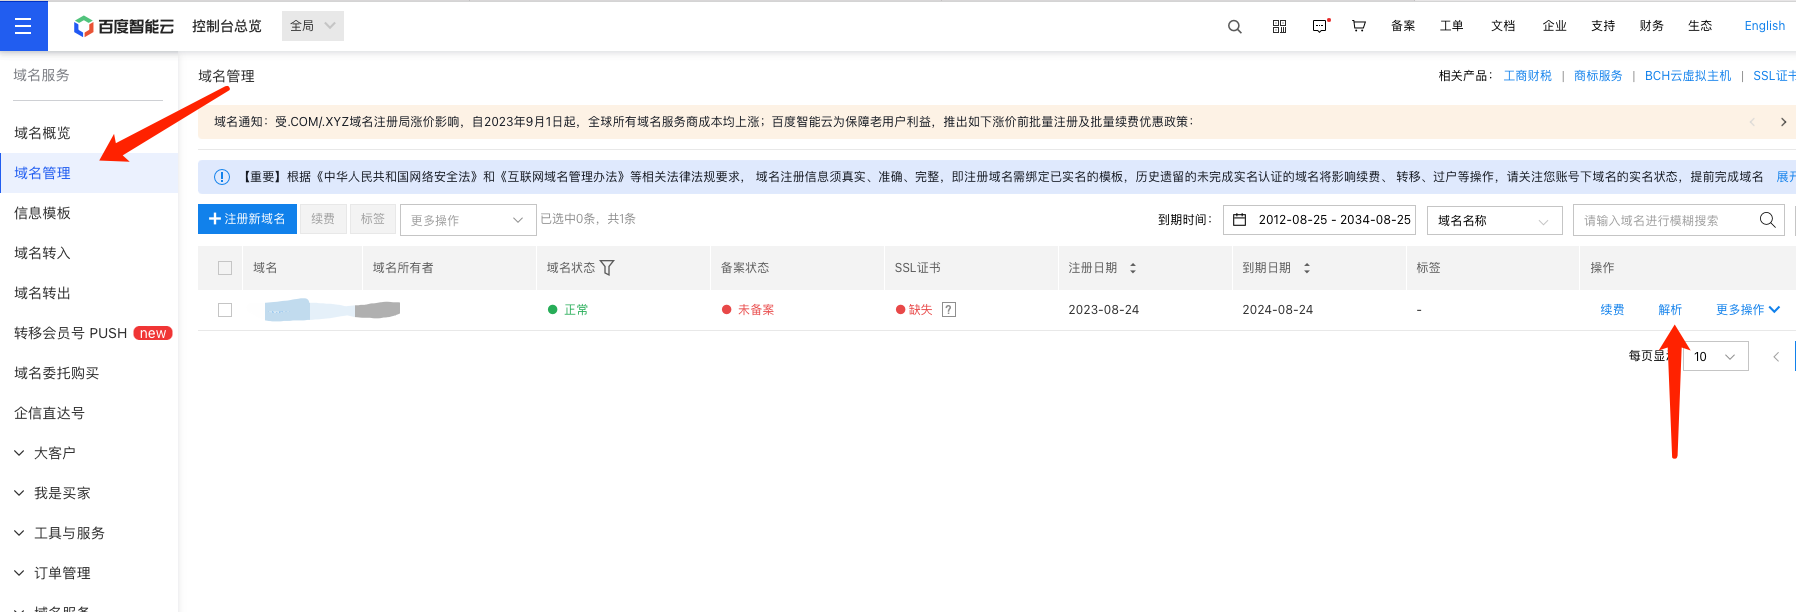 百度智能云 控制台总览 全局 备案 工单 文档 企业 支持 财务 生态 English
域名服务
域名概览
域名管理
信息模板
域名转入
域名转出
转移会员号 PUSH new
域名委托购买
企信直达号
大客户
我是买家
工具与服务
订单管理
域名管理
相关产品： 工商财税 | 商标服务 | BCH云虚拟主机 | SSL证书
域名通知：受.COM/.XYZ域名注册局涨价影响，自2023年9月1日起，全球所有域名服务商成本均上涨；百度智能云为保障老用户利益，推出如下涨价前批量注册及批量续费优惠政策：
【重要】根据《中华人民共和国网络安全法》和《互联网域名管理办法》等相关法律法规要求， 域名注册信息须真实、准确、完整，即注册域名需绑定已实名的模板，历史遗留的未完成实名认证的域名将影响续费、转移、过户等操作，请关注您账号下域名的实名状态，提前完成域名 展开
+ 注册新域名 续费 标签 更多操作 已选中0条，共1条 到期时间： 2012-08-25 - 2034-08-25 域名名称 请输入域名进行模糊搜索
域名 域名所有者 域名状态 备案状态 SSL证书 注册日期 到期日期 标签 操作
正常 未备案 缺失 ? 2023-08-24 2024-08-24 - 续费 解析 更多操作
每页显 10